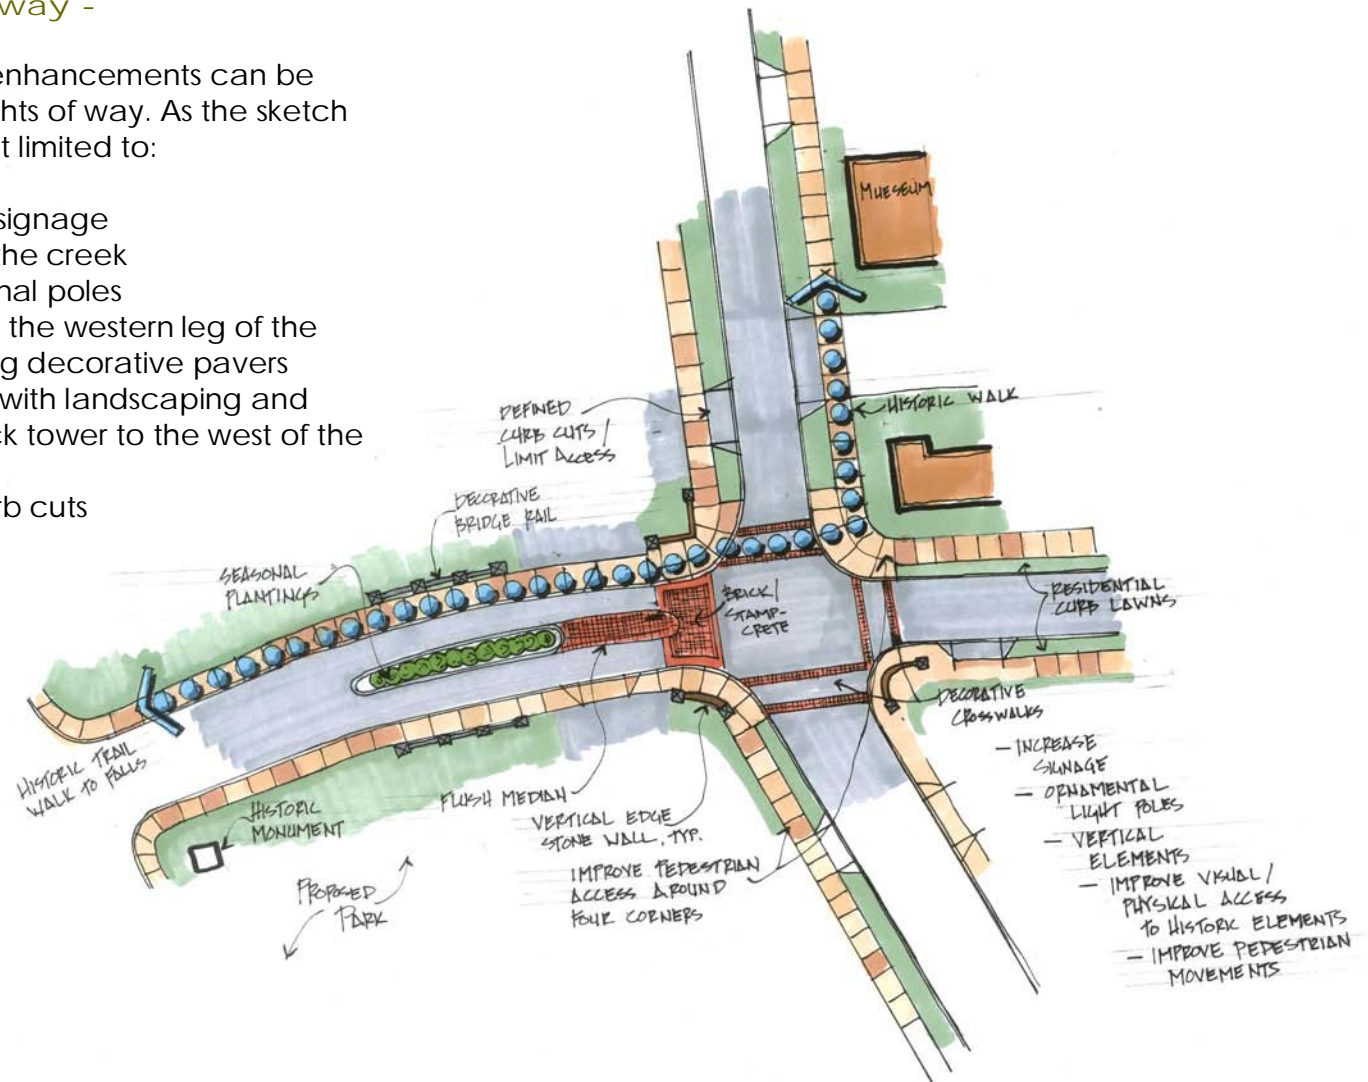 way -
enhancements can be
hts of way. As the sketch
t limited to:
signage
the creek
nal poles
the western leg of the
g decorative pavers
with landscaping and
ck tower to the west of the
rb cuts
MUESEUM
HISTORIC WALK
DEFINED
CURB CUTS /
LIMIT ACCESS
DECORATIVE
BRIDGE RAIL
SEASONAL
PLANTINGS
BRICK/
STAMP-
CRETE
RESIDENTIAL
CURB LAWNS
DECORATIVE
CROSSWALKS
- INCREASE
SIGNAGE
- ORNAMENTAL
LIGHT POLES
- VERTICAL
ELEMENTS
- IMPROVE VISUAL /
PHYSICAL ACCESS
to HISTORIC ELEMENTS
- IMPROVE PEDESTRIAN
MOVEMENTS
HISTORIC TRAIL
WALK TO FALLS
HISTORIC
MONUMENT
FLUSH MEDIAN
VERTICAL EDGE
STONE WALL, TYP.
IMPROVE PEDESTRIAN
ACCESS AROUND
FOUR CORNERS
PROPOSED
PARK